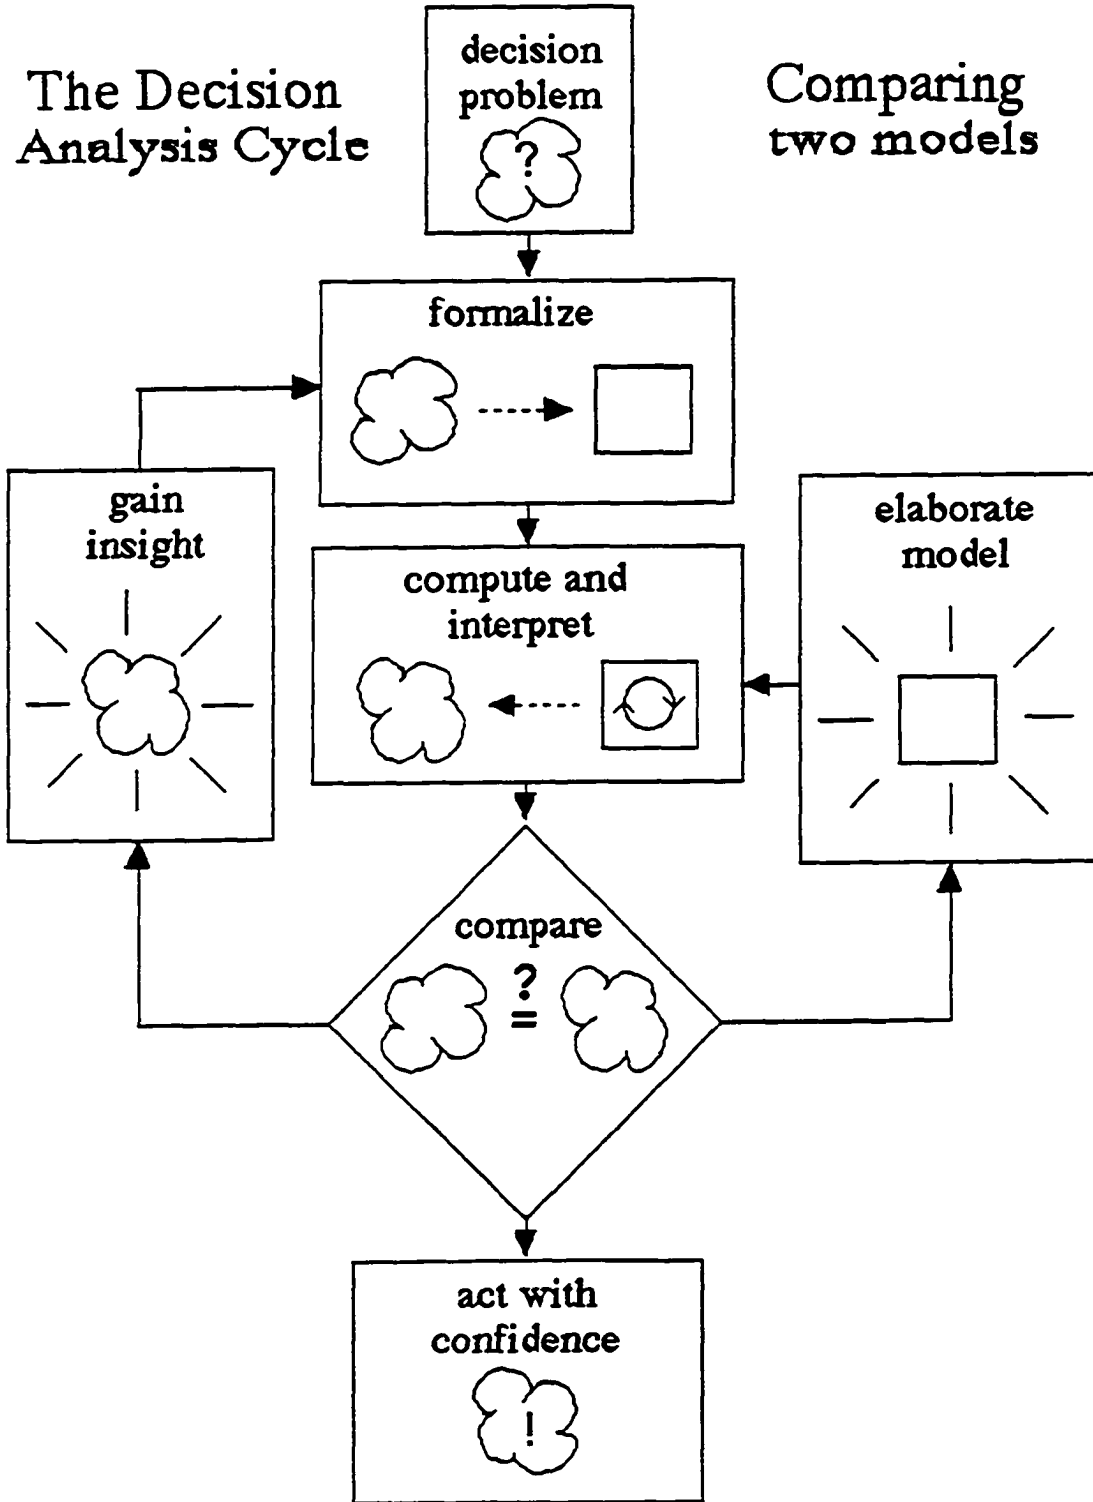 The Decision
Analysis Cycle
Comparing
two models
decision
problem
?
formalize
gain
insight
elaborate
model
compute and
interpret
compare
?
=
act with
confidence
!